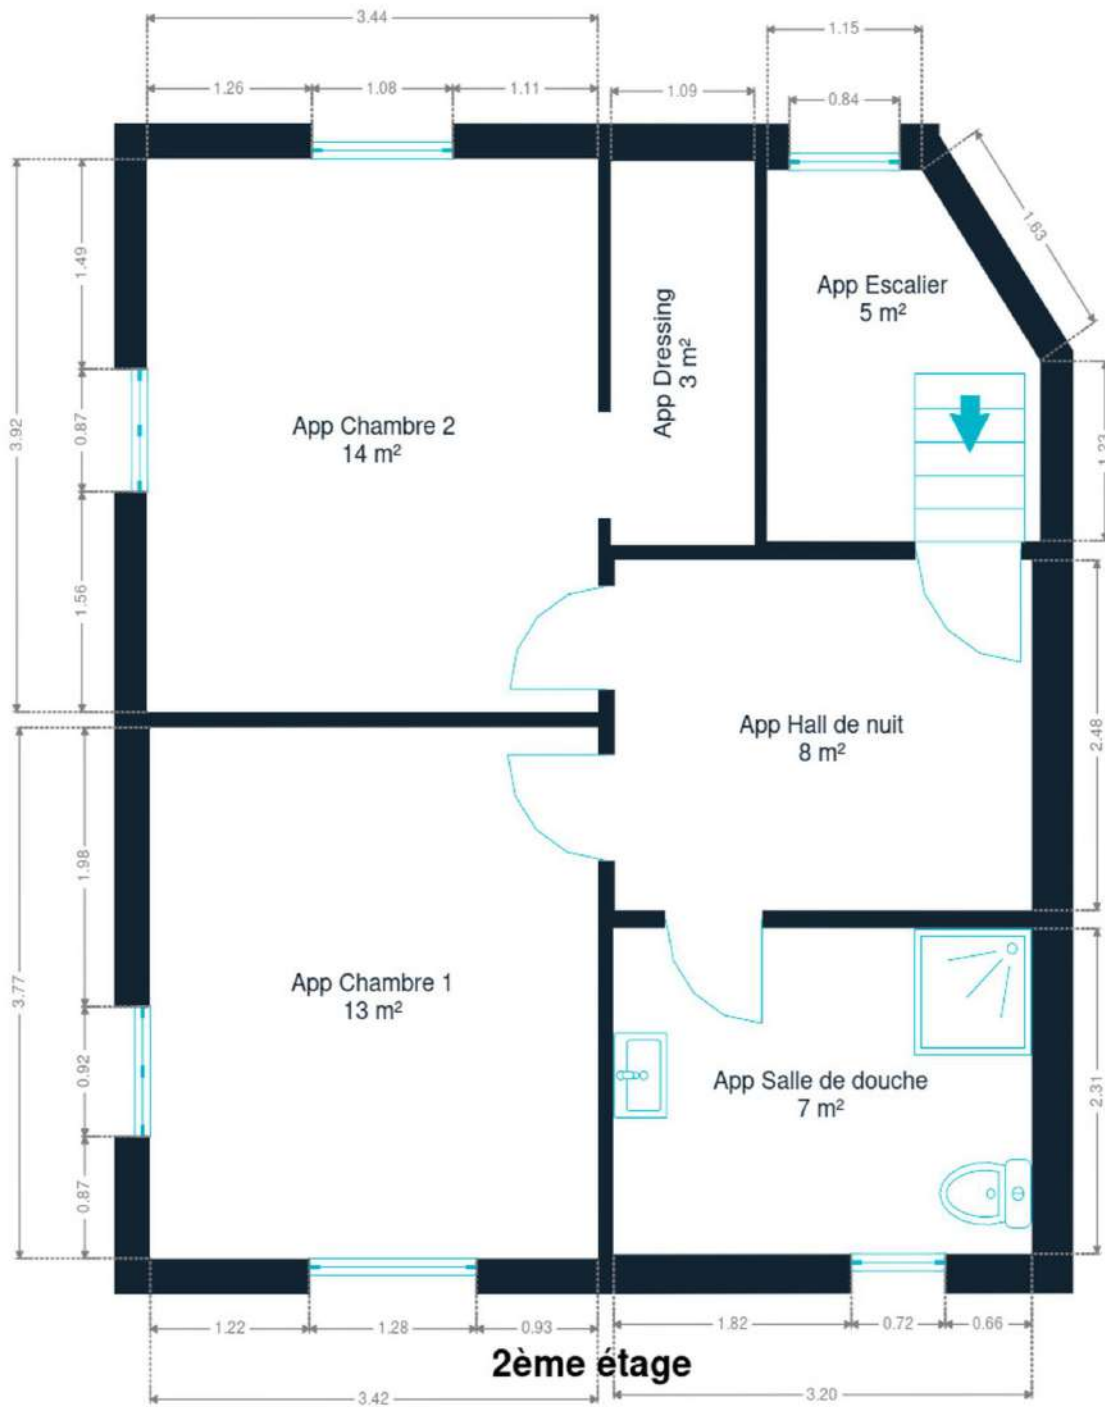 3.44
1.15
1.26
1.08
1.11
1.09
0.84
1.83
1.49
App Escalier
5 m²
App Dressing
3 m²
3.92
0.87
App Chambre 2
14 m²
1.23
1.56
App Hall de nuit
8 m²
2.48
1.98
3.77
App Chambre 1
13 m²
0.92
App Salle de douche
7 m²
2.31
0.87
1.22
1.28
0.93
1.82
0.72
0.66
2ème étage
3.42
3.20